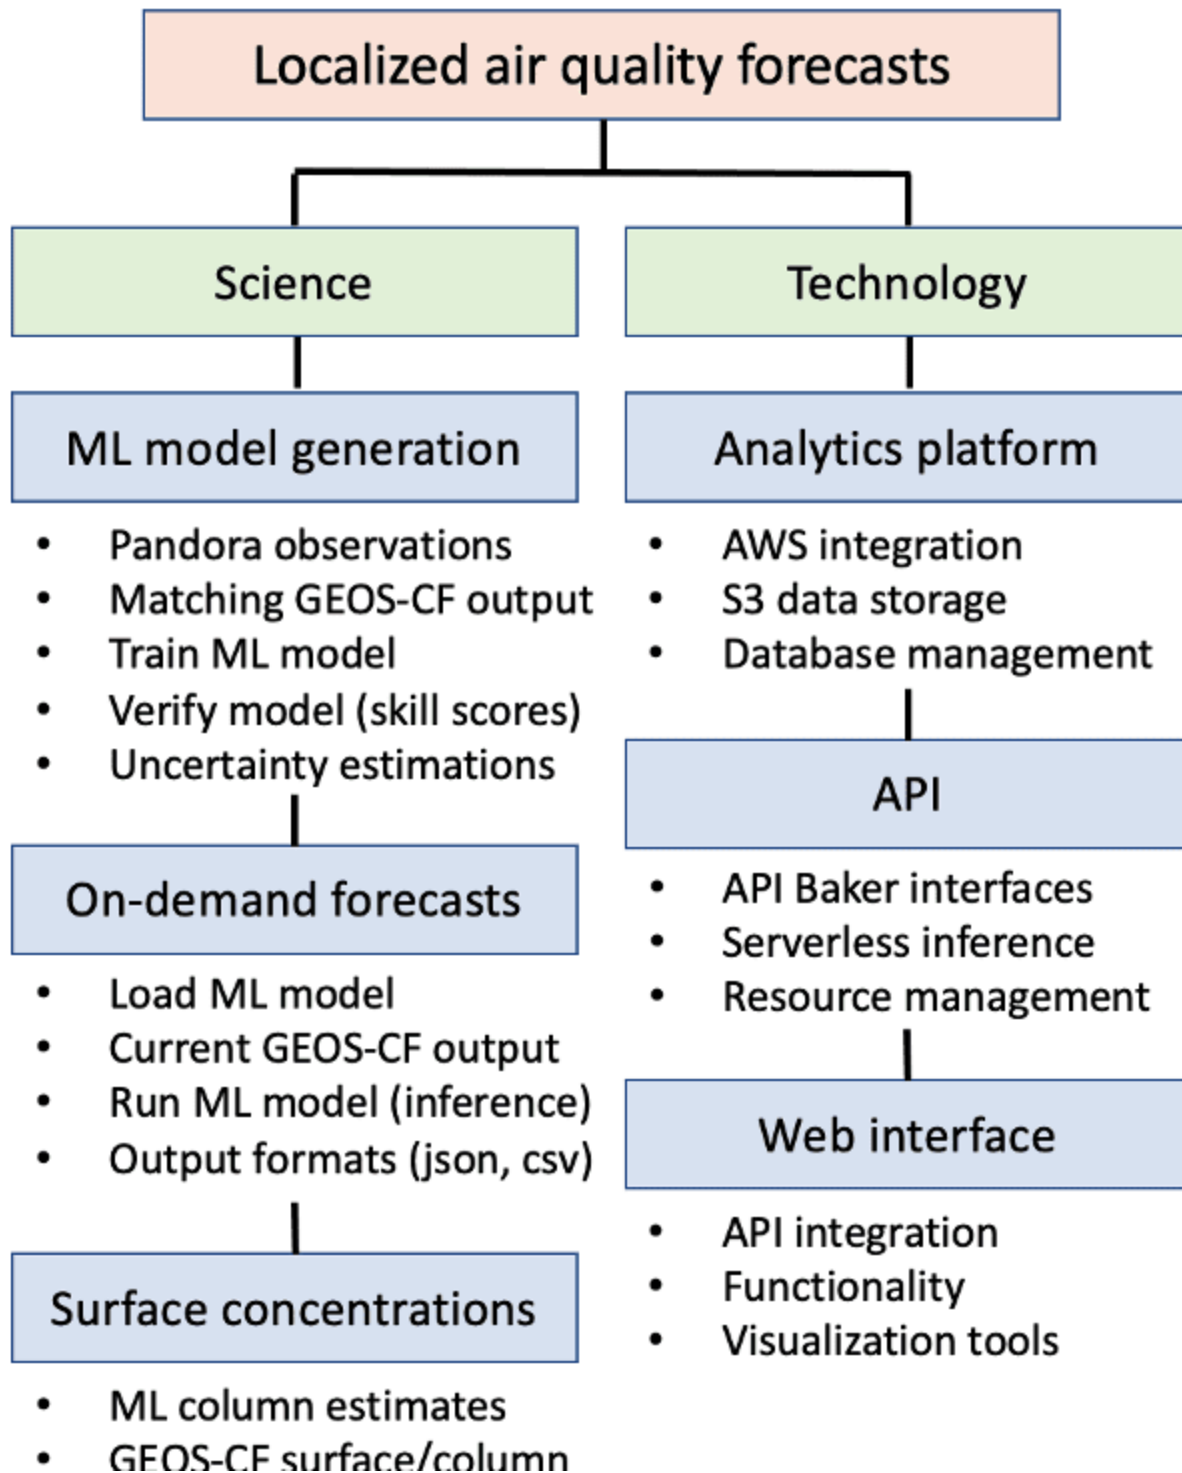 Localized air quality forecasts
Science
ML model generation
• Pandora observations
• Matching GEOS-CF output
• Train ML model
• Verify model (skill scores)
• Uncertainty estimations
On-demand forecasts
• Load ML model
• Current GEOS-CF output
• Run ML model (inference)
• Output formats (json, csv)
Surface concentrations
• ML column estimates
• GEOS-CF surface/column
Technology
Analytics platform
• AWS integration
• S3 data storage
• Database management
API
• API Baker interfaces
• Serverless inference
• Resource management
Web interface
• API integration
• Functionality
• Visualization tools